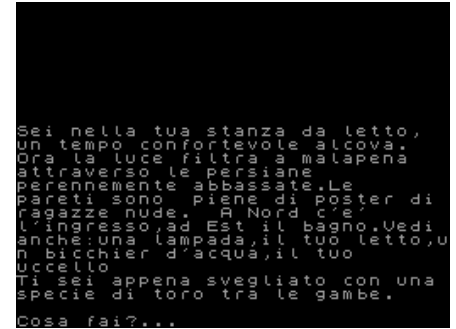 Sei nella tua stanza da letto,
un tempo confortevole alcova.
Ora la luce filtra a malapena
attraverso le persiane
perennemente abbassate.Le
pareti sono  piene di poster di
ragazze nude.  A Nord c'e'
l'ingresso,ad Est il bagno.Vedi
anche:una lampada,il tuo letto,u
n bicchier d'acqua,il tuo
uccello
Ti sei appena svegliato con una
specie di toro tra le gambe.
Cosa fai?...